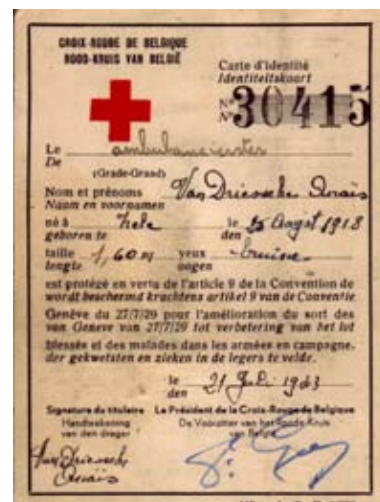 CROIX-ROUGE DE BELGIQUE
ROOD-KRUIS VAN BELGIË
Carte d'identité
Identiteitskaart
Nº 30415
Nº
Le
De
(Grade-Graad)
Nom et prénoms Van Driessche Anaïs
Naam en voornamen
né à Zele le 25 Augst 1918
geboren te den
taille 1,60 m yeux bruine
lengte oogen
est protégé en vertu de l'article 9 de la Convention de
wordt beschermd krachtens artikel 9 van de Conventie
Genève du 27/7/29 pour l'amélioration du sort des
van Geneve van 27/7/29 tot verbetering van het lot
blessés et des malades dans les armées en campagne.
der gekwetsten en zieken in de legers te velde.
le
den 21 Juli 1943
Signature du titulaire Le Président de la Croix-Rouge de Belgique
Handteekening De Voorzitter van het Roode Kruis
van den drager van België
Van Driessche
Anaïs